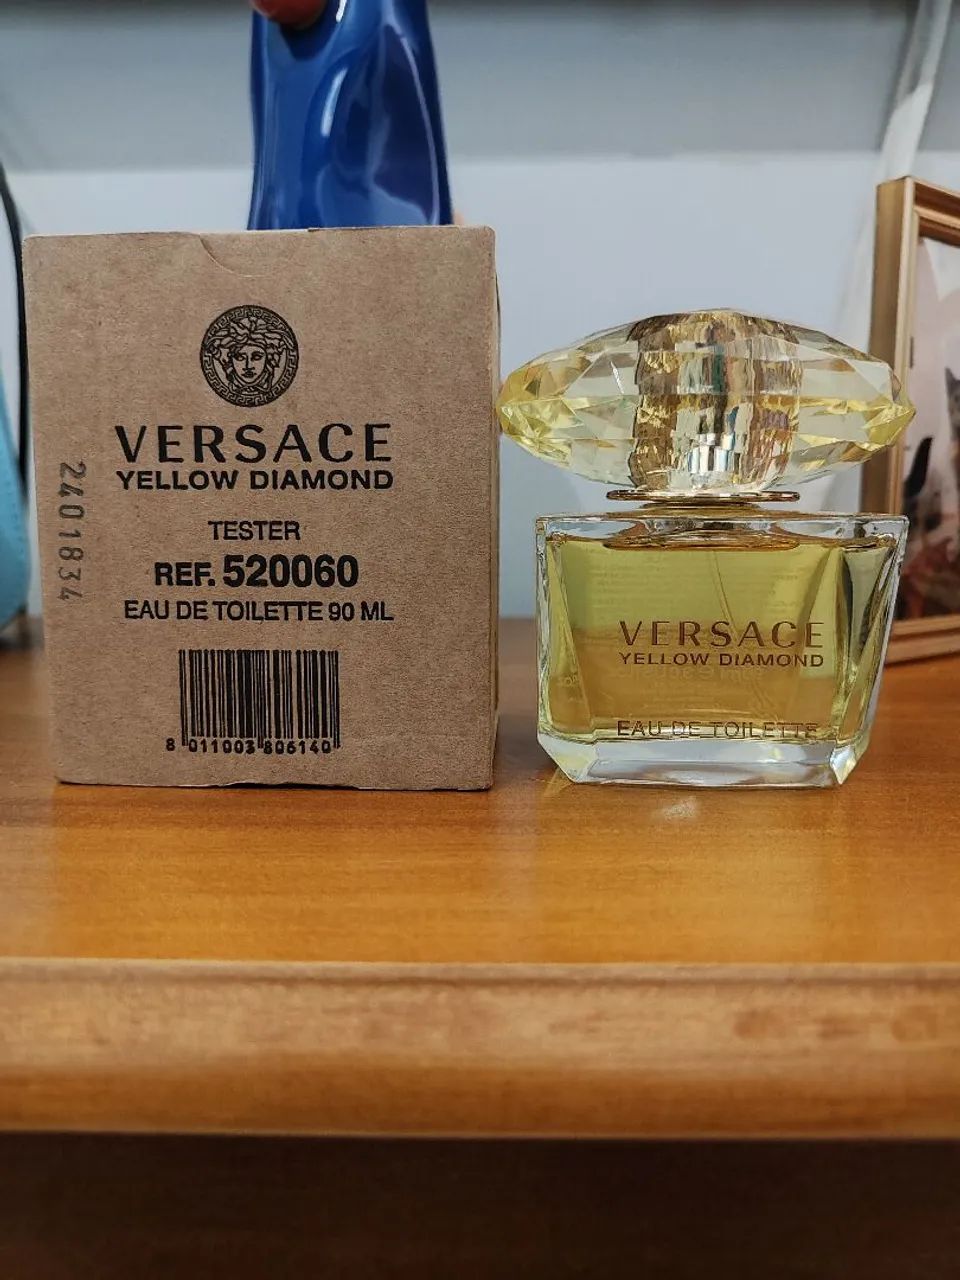 VERSACE
YELLOW DIAMOND
TESTER
REF. 520060
EAU DE TOILETTE 90 ML
8 011003 806140
2401834
VERSACE
YELLOW DIAMOND
EAU DE TOILETTE